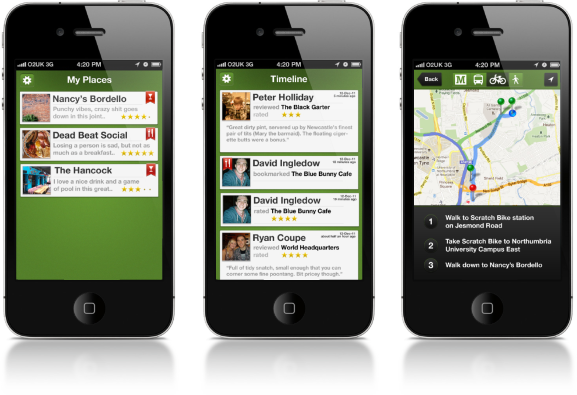 O2UK 3G 4:20 PM
My Places
Nancy's Bordello
Punchy vibes, crazy shit goes
down in this joint..
Dead Beat Social
Losing a person is sad, but not as
much as a breakfast..
The Hancock
I love a nice drink and a game
of pool in this great..
O2UK 3G 4:20 PM
Timeline
Peter Holliday
reviewed The Black Garter
rated
"Great dirty pint, servered by Newcastle's finest
pair of tits (Mary the barmaid). The floating cigar-
ette butts were a bonus."
David Ingledow
bookmarked The Blue Bunny Cafe
David Ingledow
rated The Blue Bunny Cafe
Ryan Coupe
reviewed World Headquarters
rated
"Full of tidy snatch, small enough that you can
corner some fine poontang. Bit pricey though."
O2UK 3G 4:20 PM
Back M
1 Walk to Scratch Bike station
on Jesmond Road
2 Take Scratch Bike to Northumbria
University Campus East
3 Walk down to Nancy's Bordello